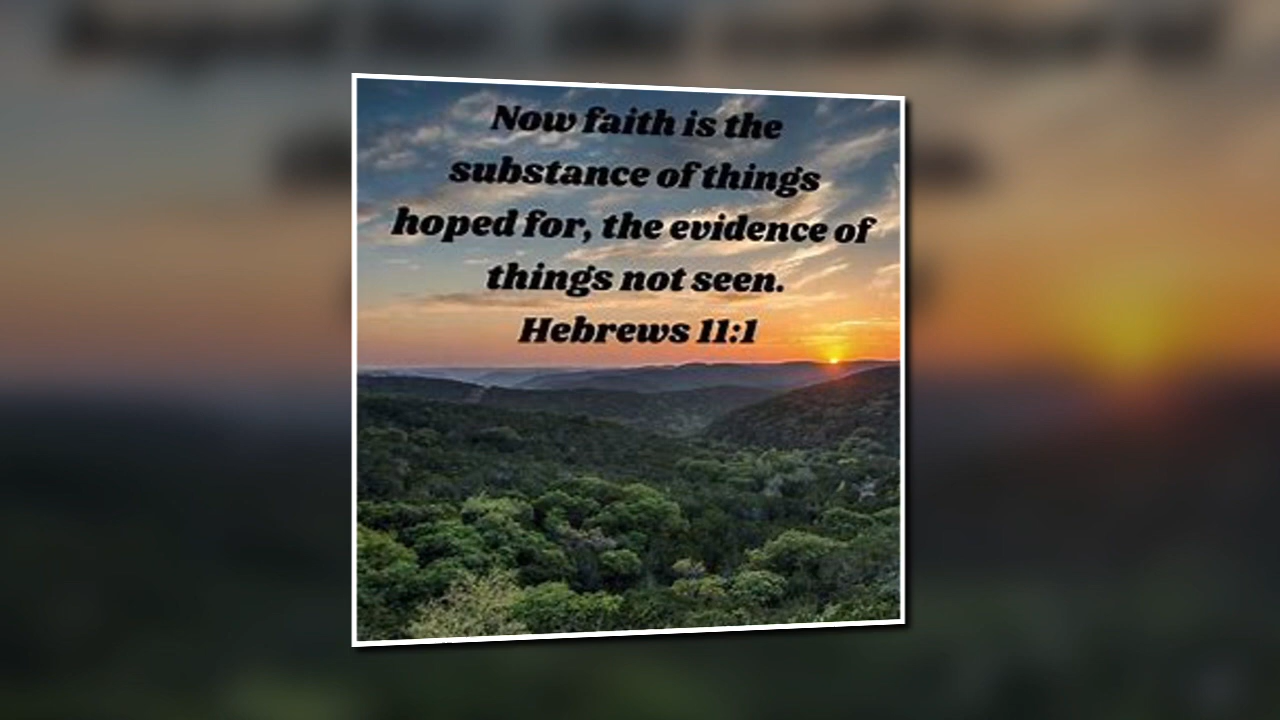 Now faith is the
substance of things
hoped for, the evidence of
things not seen.
Hebrews 11:1